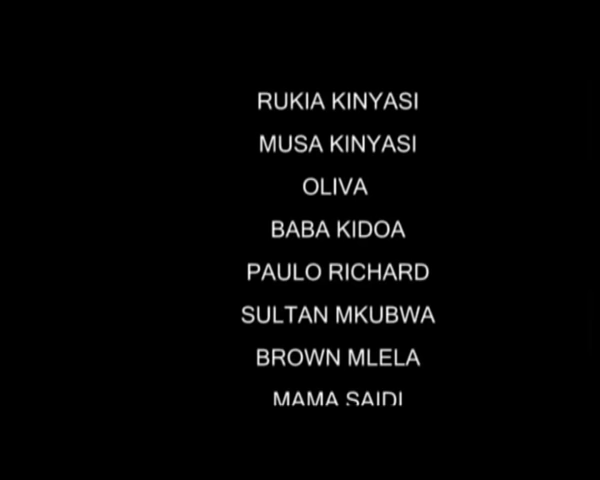 RUKIA KINYASI
MUSA KINYASI
OLIVA
BABA KIDOA
PAULO RICHARD
SULTAN MKUBWA
BROWN MLELA
MAMA SAIDI